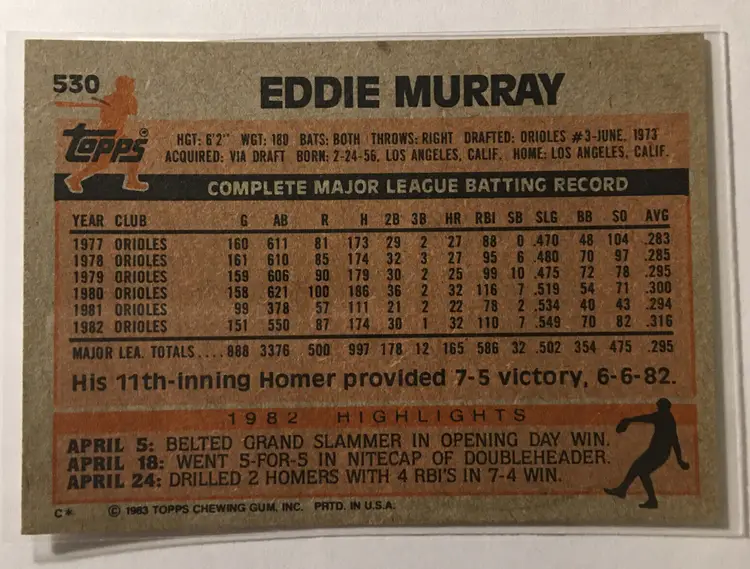 530
EDDIE MURRAY
Topps®
HGT: 6'2" WGT: 180 BATS: BOTH THROWS: RIGHT DRAFTED: ORIOLES #3-JUNE, 1973
ACQUIRED: VIA DRAFT BORN: 2-24-56, LOS ANGELES, CALIF. HOME: LOS ANGELES, CALIF.
COMPLETE MAJOR LEAGUE BATTING RECORD
YEAR CLUB G AB R H 2B 3B HR RBI SB SLG BB SO AVG
1977 ORIOLES 160 611 81 173 29 2 27 88 0 .470 48 104 .283
1978 ORIOLES 161 610 85 174 32 3 27 95 6 .480 70 97 .285
1979 ORIOLES 159 606 90 179 30 2 25 99 10 .475 72 78 .295
1980 ORIOLES 158 621 100 186 36 2 32 116 7 .519 54 71 .300
1981 ORIOLES 99 378 57 111 21 2 22 78 2 .534 40 43 .294
1982 ORIOLES 151 550 87 174 30 1 32 110 7 .549 70 82 .316
MAJOR LEA. TOTALS....888 3376 500 997 178 12 165 586 32 .502 354 475 .295
His 11th-inning Homer provided 7-5 victory, 6-6-82.
1982 HIGHLIGHTS
APRIL 5: BELTED GRAND SLAMMER IN OPENING DAY WIN.
APRIL 18: WENT 5-FOR-5 IN NITECAP OF DOUBLEHEADER.
APRIL 24: DRILLED 2 HOMERS WITH 4 RBI'S IN 7-4 WIN.
C* © 1983 TOPPS CHEWING GUM, INC. PRTD. IN U.S.A.